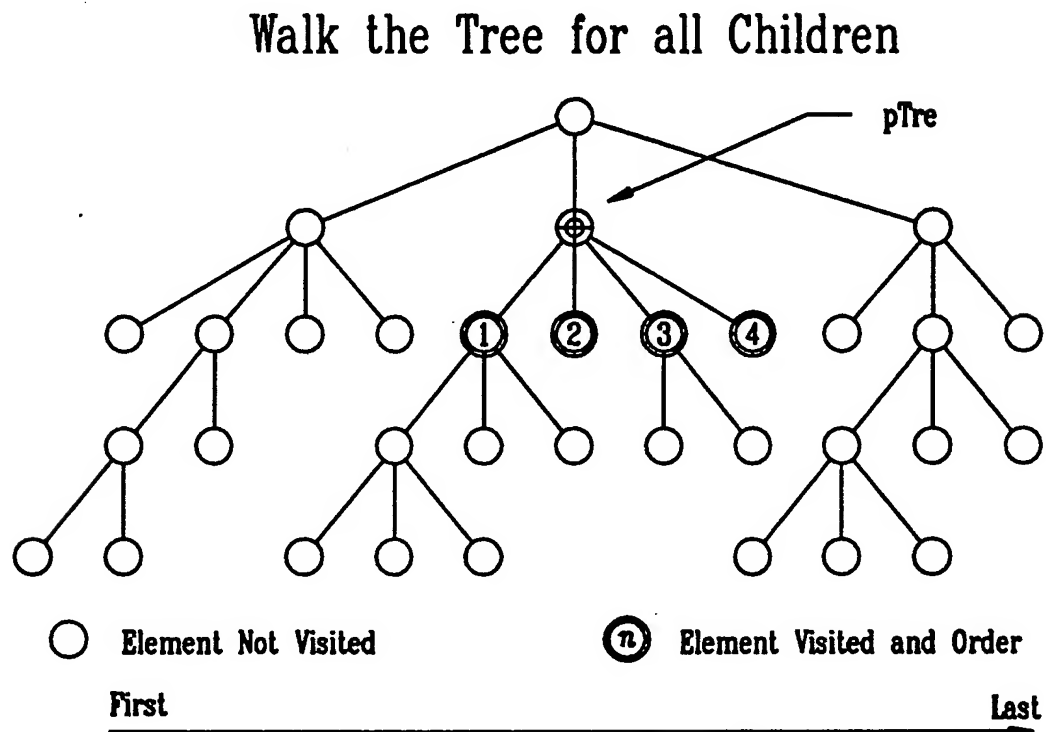 Walk the Tree for all Children
pTre
1 2 3 4
Element Not Visited
n Element Visited and Order
First Last